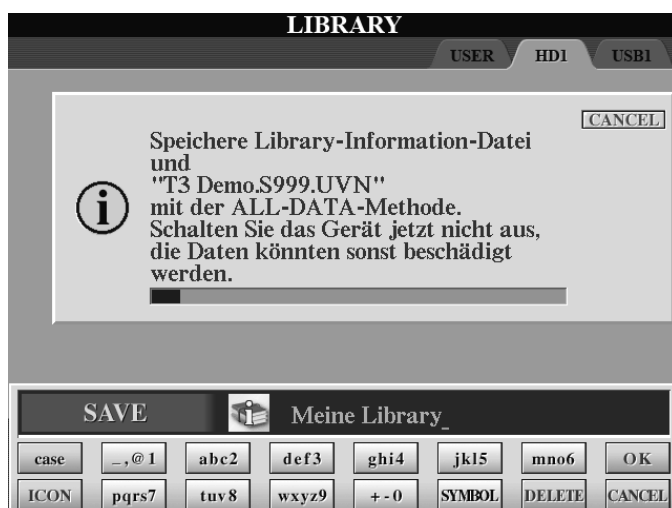 LIBRARY
USER HD1 USB1
CANCEL
Speichere Library-Information-Datei
und
"T3 Demo.S999.UVN"
mit der ALL-DATA-Methode.
Schalten Sie das Gerät jetzt nicht aus,
die Daten könnten sonst beschädigt
werden.
SAVE Meine Library_
case _,@1 abc2 def3 ghi4 jkl5 mno6 OK
ICON pqrs7 tuv8 wxyz9 +-0 SYMBOL DELETE CANCEL